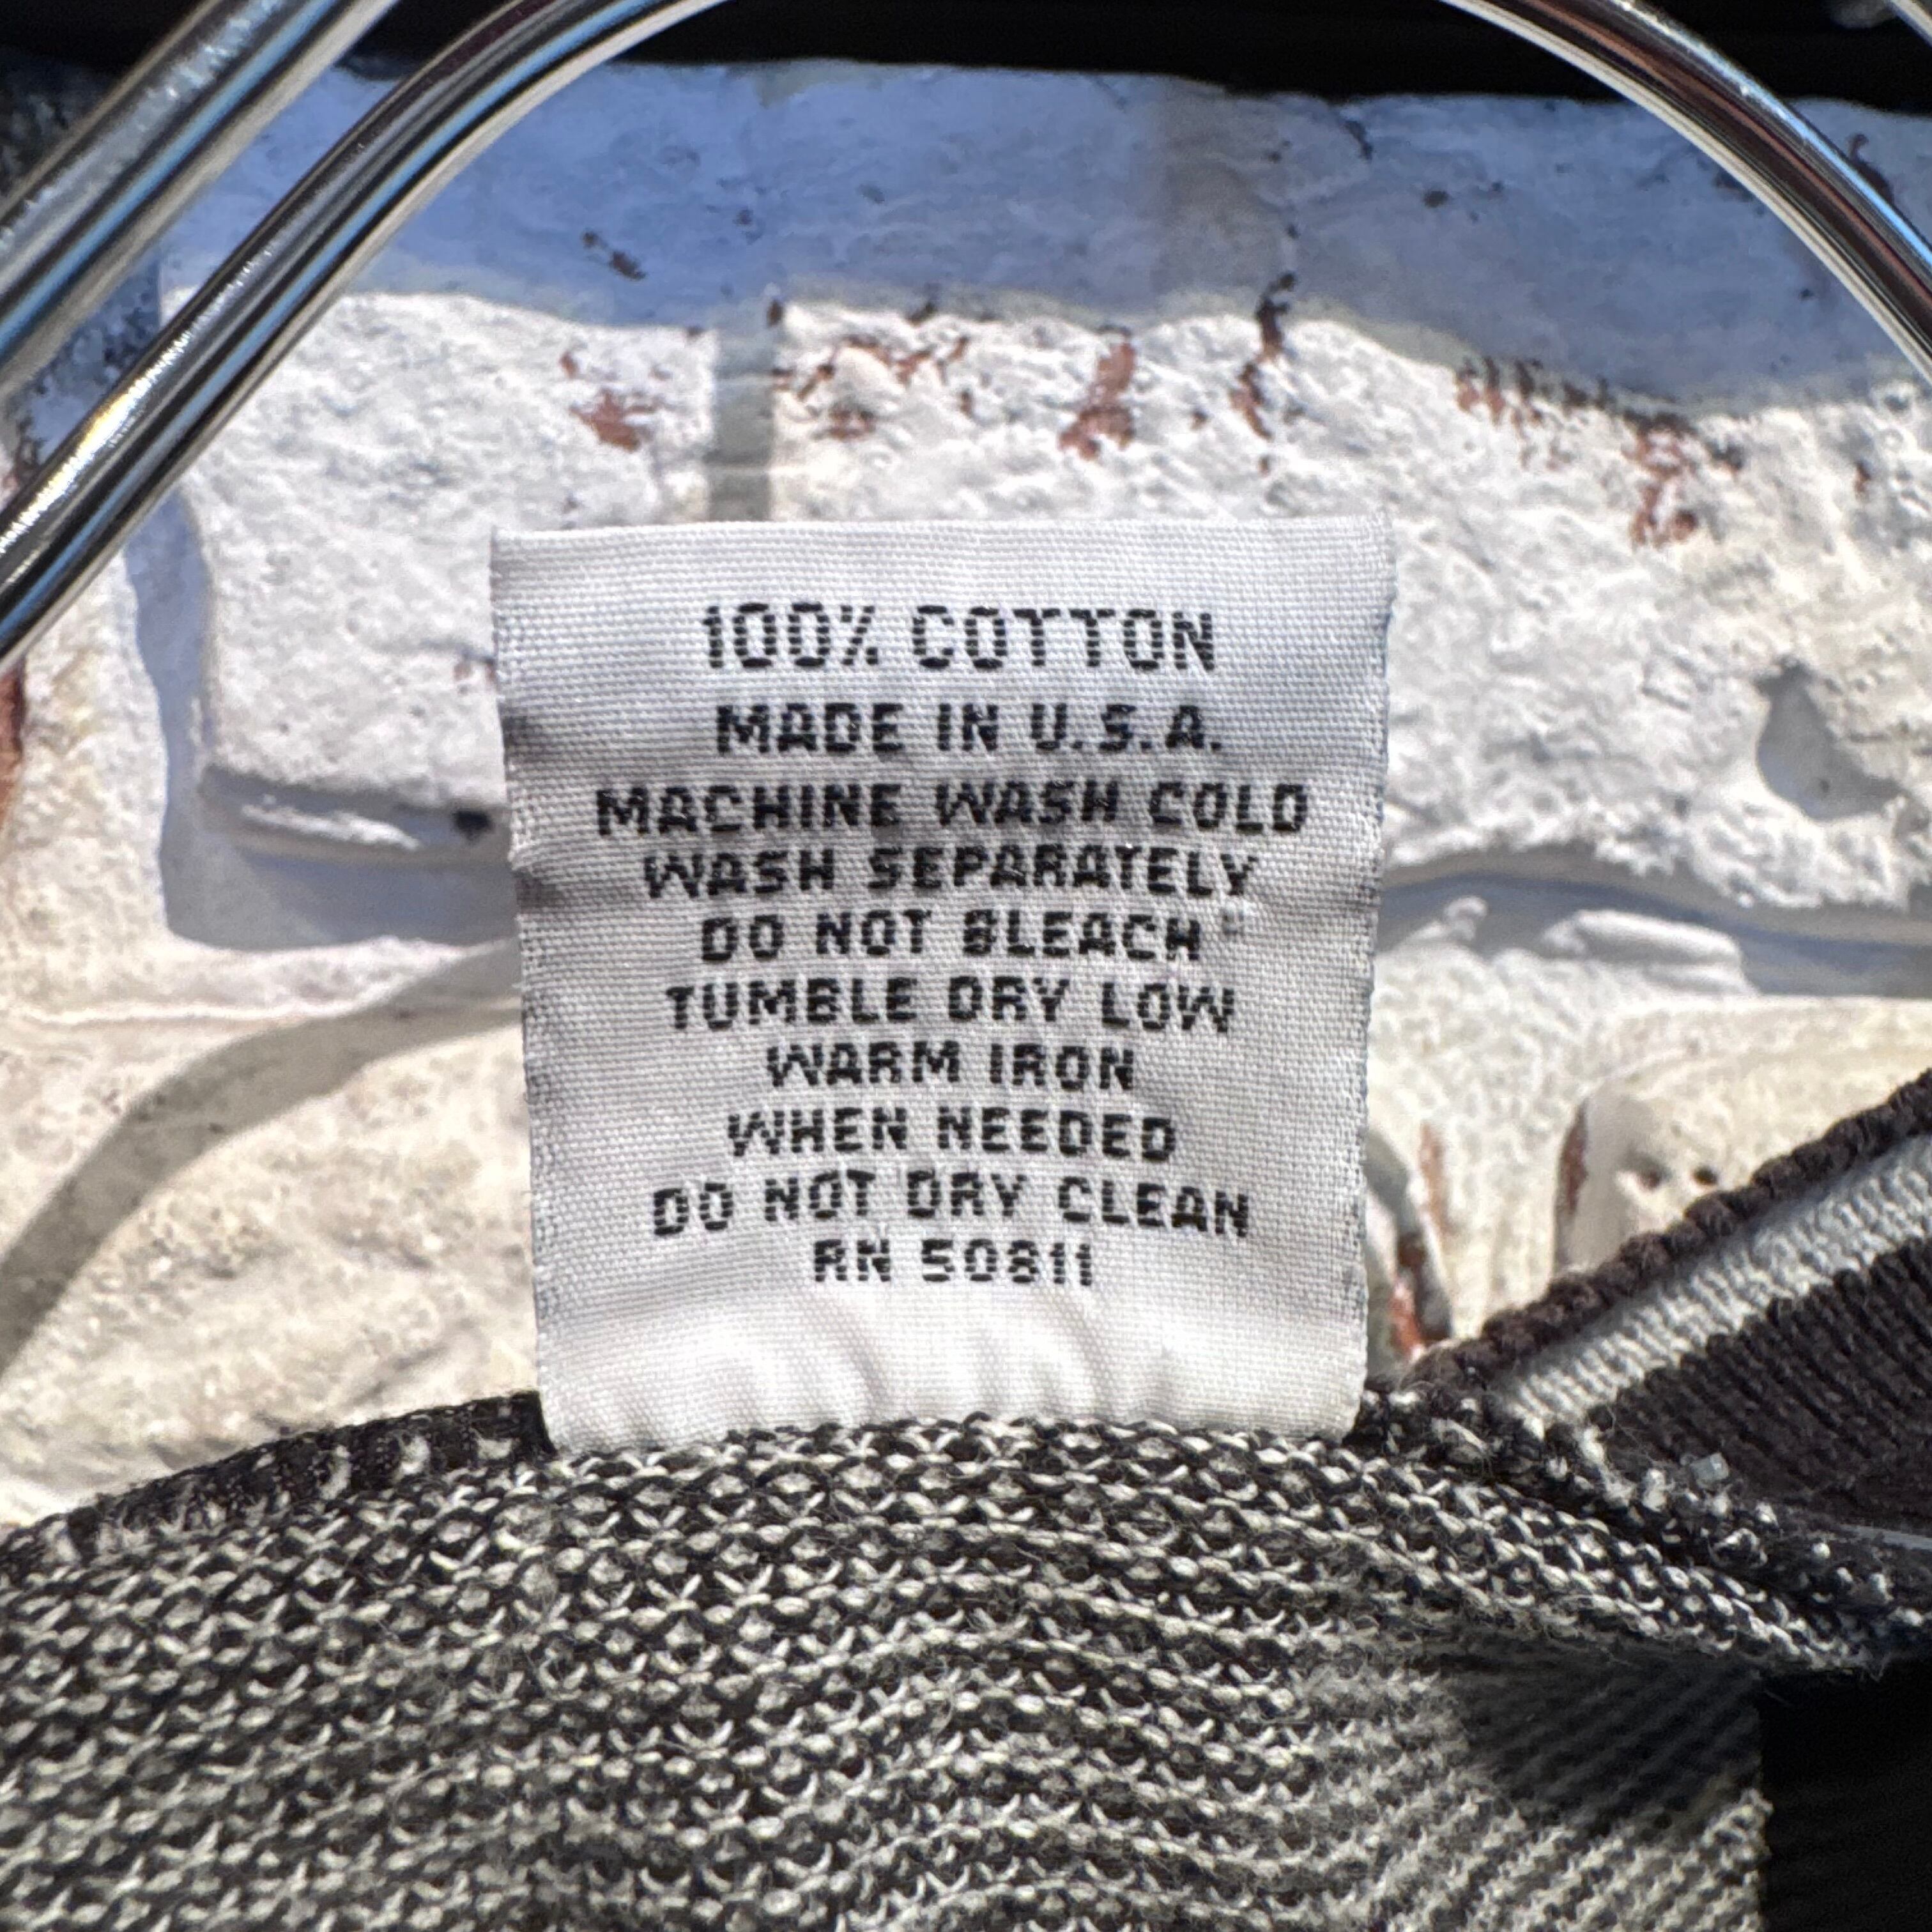 100% COTTON
MADE IN U.S.A.
MACHINE WASH COLD
WASH SEPARATELY
DO NOT BLEACH
TUMBLE DRY LOW
WARM IRON
WHEN NEEDED
DO NOT DRY CLEAN
RN 50811